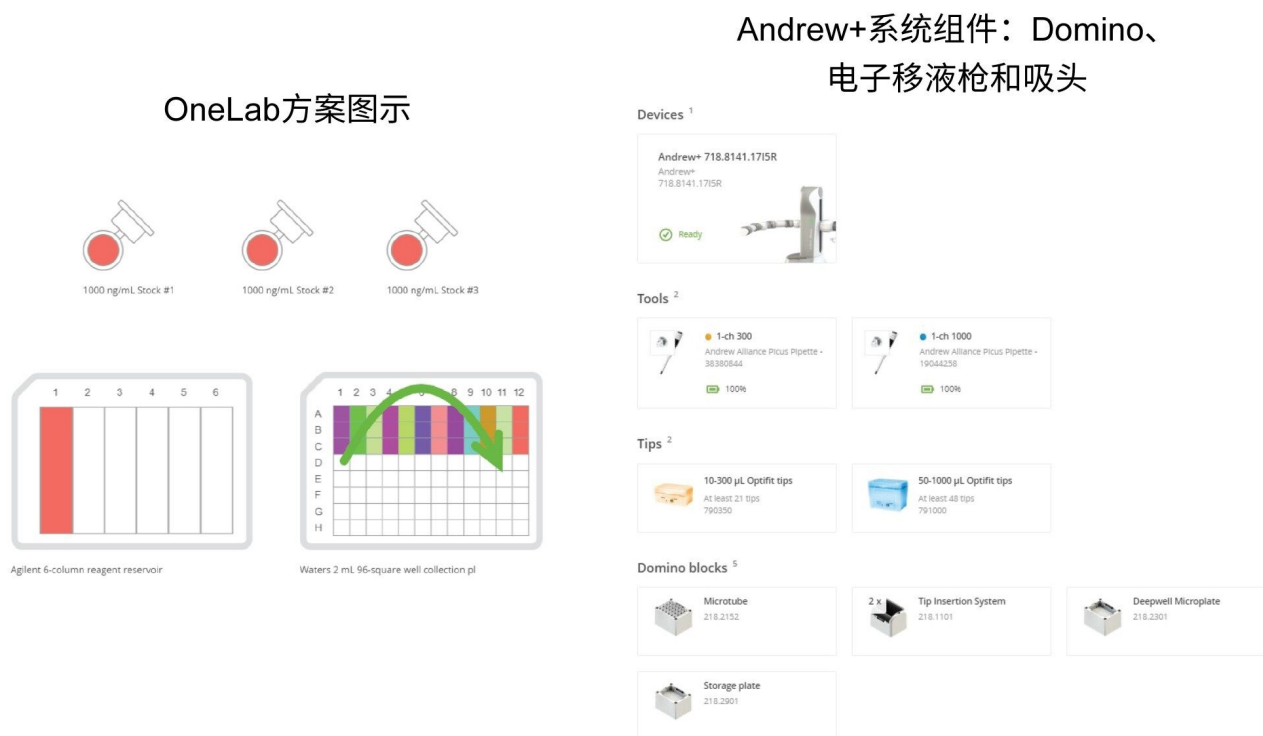 OneLab方案图示
1000 ng/mL Stock #1
1000 ng/mL Stock #2
1000 ng/mL Stock #3
1 2 3 4 5 6
Agilent 6-column reagent reservoir
1 2 3 4 8 9 10 11 12
A
B
C
D
E
F
G
H
Waters 2 mL 96-square well collection pl
Andrew+系统组件：Domino、
电子移液枪和吸头
Devices 1
Andrew+ 718.8141.17I5R
Andrew+
718.8141.17I5R
Ready
Tools 2
1-ch 300
Andrew Alliance Picus Pipette -
38380844
100%
1-ch 1000
Andrew Alliance Picus Pipette -
19044258
100%
Tips 2
10-300 µL Optifit tips
At least 21 tips
790350
50-1000 µL Optifit tips
At least 48 tips
791000
Domino blocks 5
Microtube
218.2152
2 x
Tip Insertion System
218.1101
Deepwell Microplate
218.2301
Storage plate
218.2901